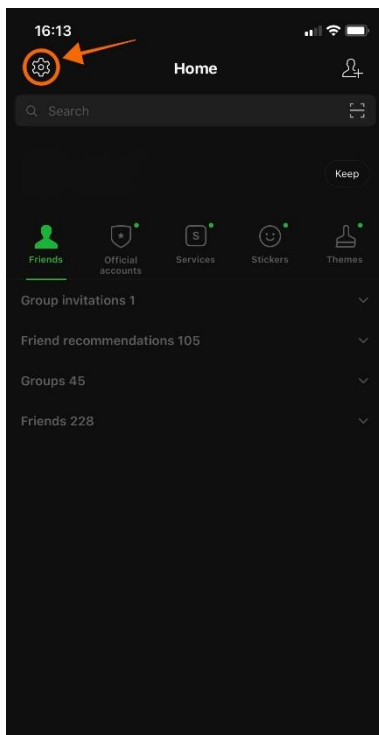 16:13
Home
Search
Keep
Friends
Official
accounts
Services
Stickers
Themes
Group invitations 1
Friend recommendations 105
Groups 45
Friends 228